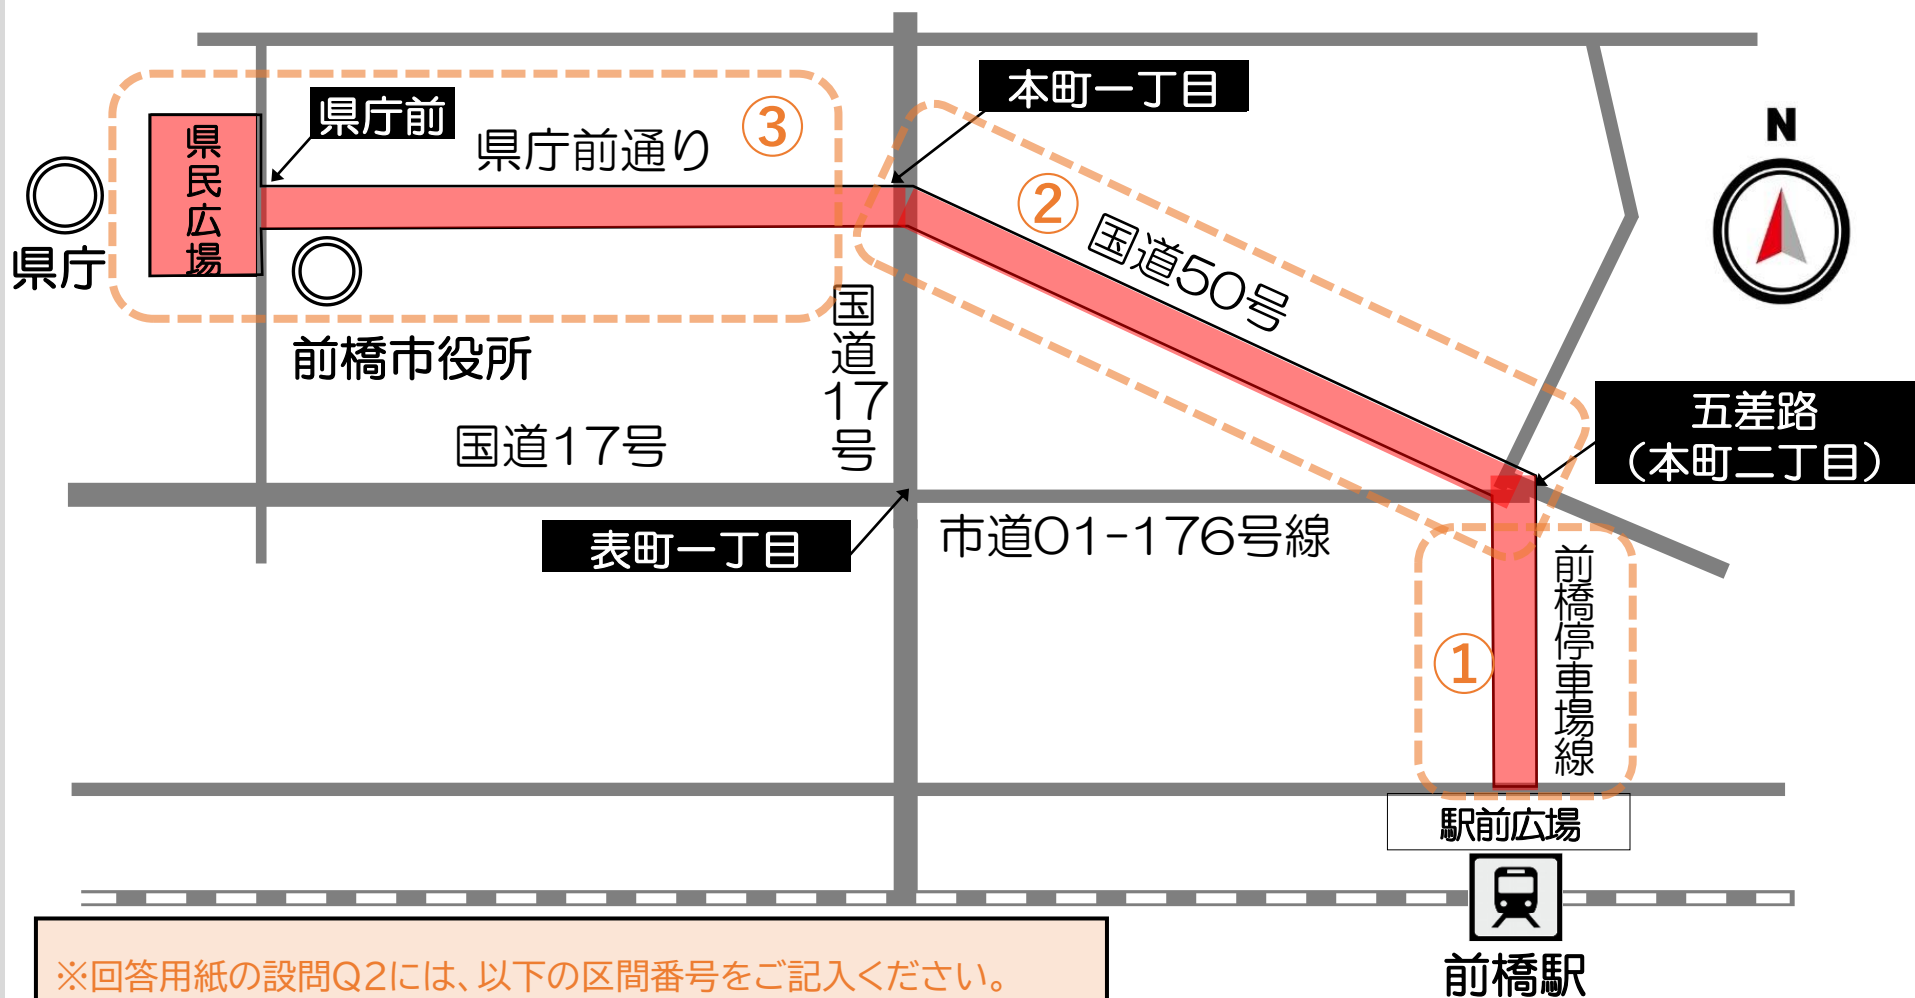 本町一丁目
県庁前
県庁前通り
③
N
県民広場
②
国道50号
県庁
国道17号
前橋市役所
五差路
(本町二丁目)
国道17号
表町一丁目
市道01-176号線
前橋停車場線
①
駅前広場
前橋駅
※回答用紙の設問Q2には、以下の区間番号をご記入ください。